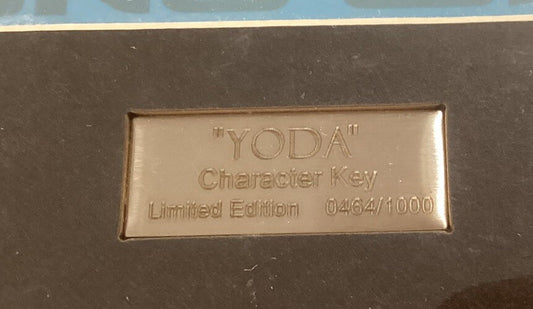 "YODA"
Character Key
Limited Edition 0464/1000